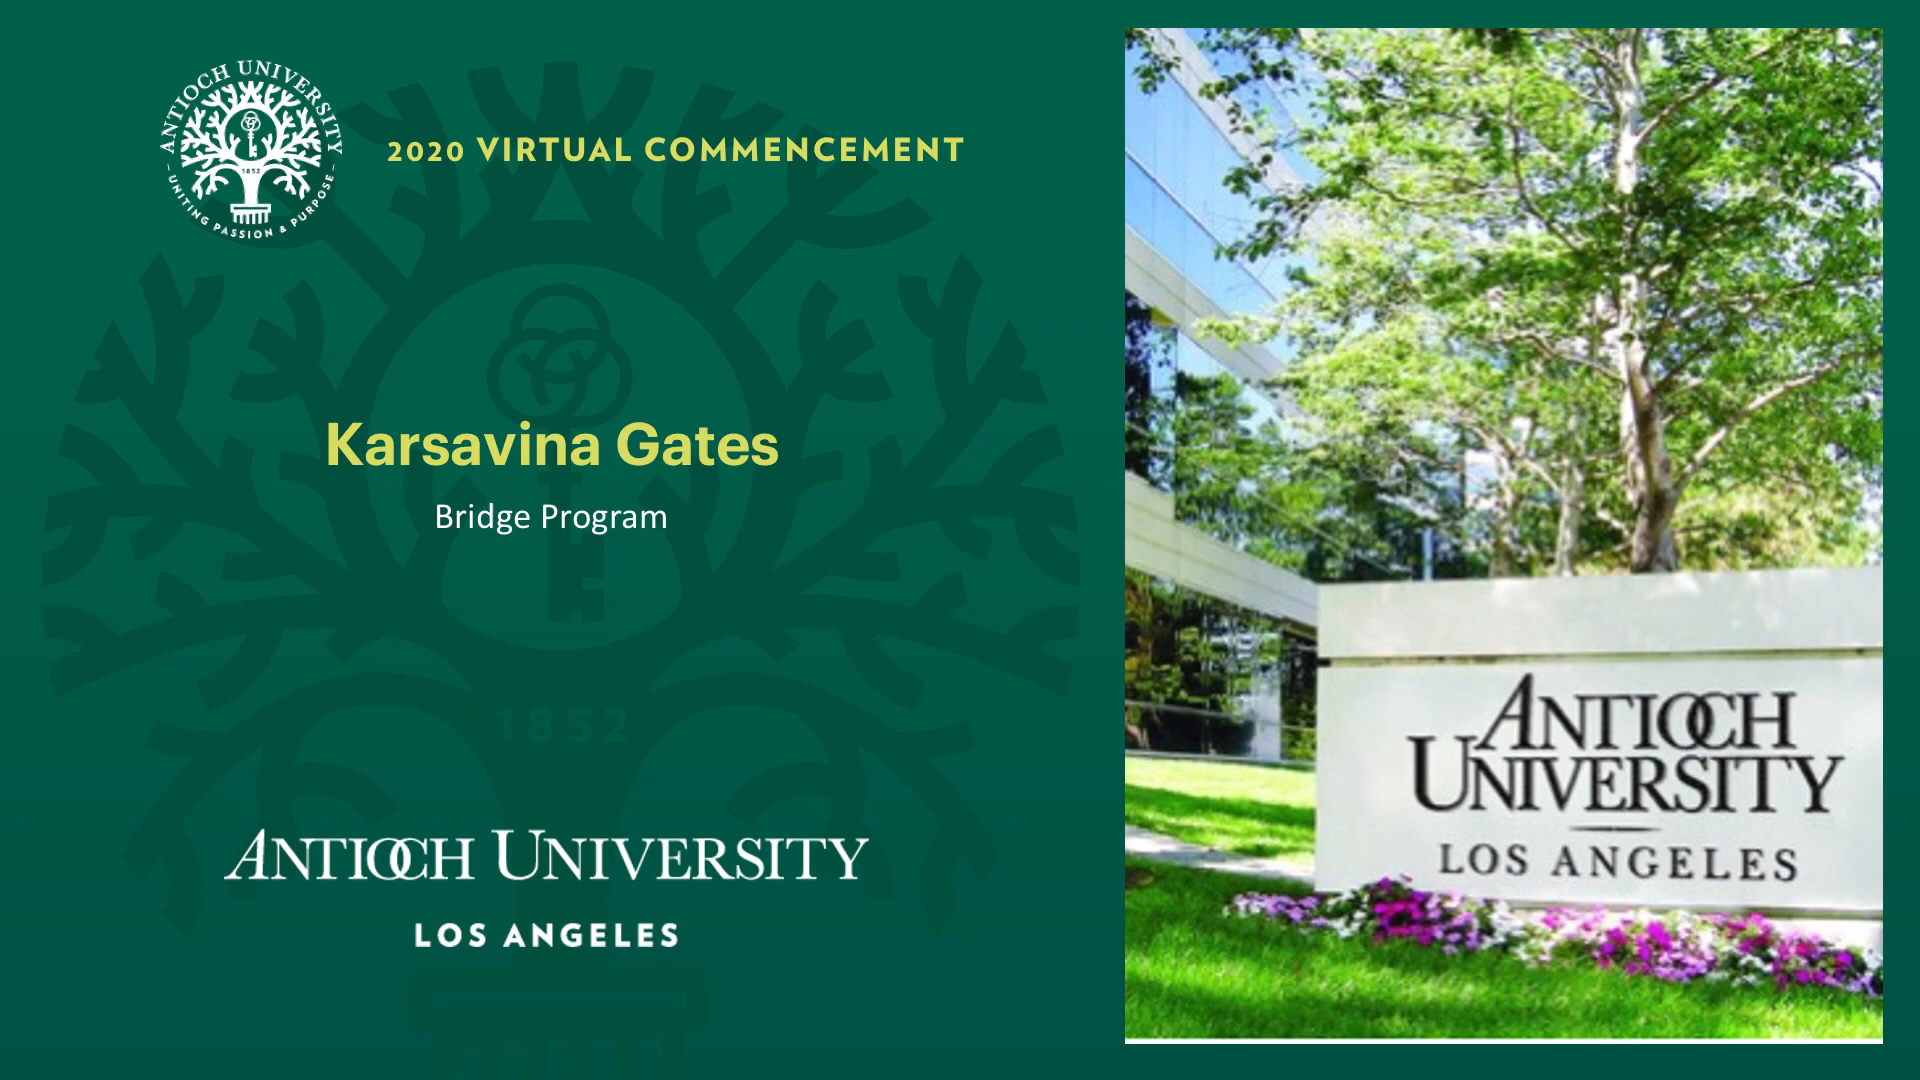 ANTIOCH UNIVERSITY
1852
UNITING PASSION & PURPOSE
2020 VIRTUAL COMMENCEMENT
Karsavina Gates
Bridge Program
1852
ANTIOCH UNIVERSITY
LOS ANGELES
ANTIOCH
UNIVERSITY
LOS ANGELES